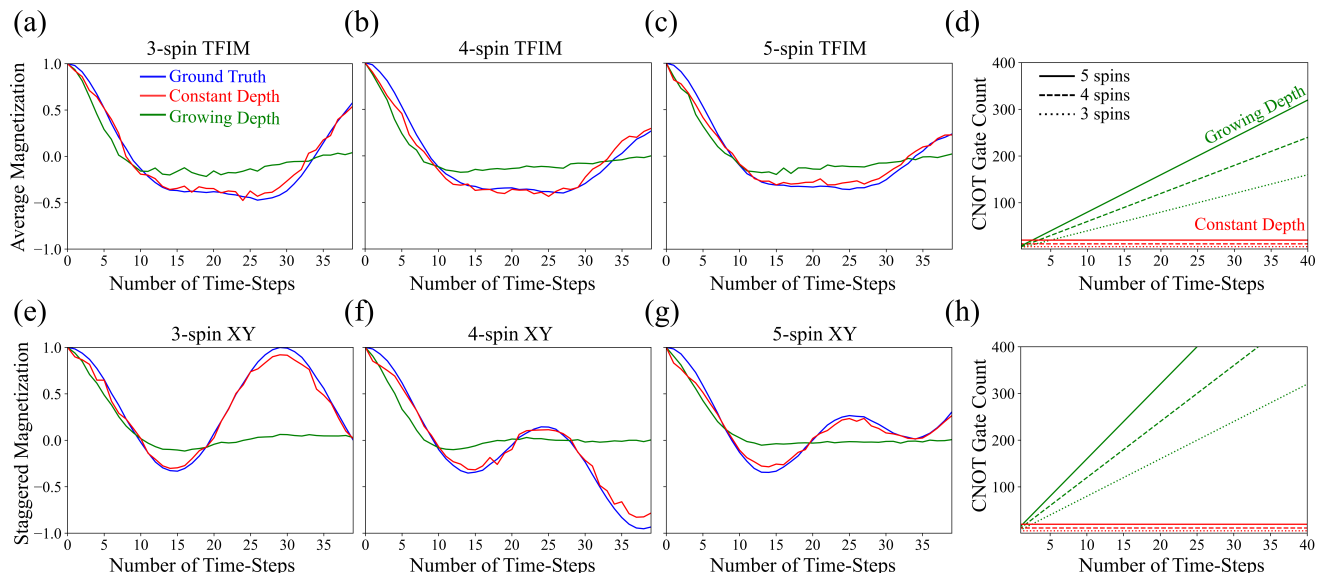 (a) (b) (c) (d)
3-spin TFIM 4-spin TFIM 5-spin TFIM
Average Magnetization
1.0
0.5
0.0
−0.5
−1.0
Ground Truth
Constant Depth
Growing Depth
0 5 10 15 20 25 30 35
Number of Time-Steps
0 5 10 15 20 25 30 35
Number of Time-Steps
0 5 10 15 20 25 30 35
Number of Time-Steps
CNOT Gate Count
400
300
200
100
5 spins
4 spins
3 spins
Growing Depth
Constant Depth
5 10 15 20 25 30 35 40
Number of Time-Steps
(e) (f) (g) (h)
3-spin XY 4-spin XY 5-spin XY
Staggered Magnetization
1.0
0.5
0.0
−0.5
−1.0
0 5 10 15 20 25 30 35
Number of Time-Steps
0 5 10 15 20 25 30 35
Number of Time-Steps
0 5 10 15 20 25 30 35
Number of Time-Steps
CNOT Gate Count
400
300
200
100
5 10 15 20 25 30 35 40
Number of Time-Steps